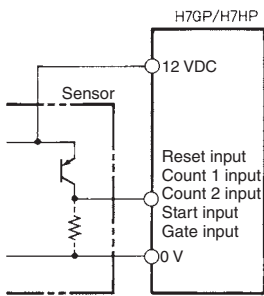 H7GP/H7HP
12 VDC
Sensor
Reset input
Count 1 input
Count 2 input
Start input
Gate input
0 V